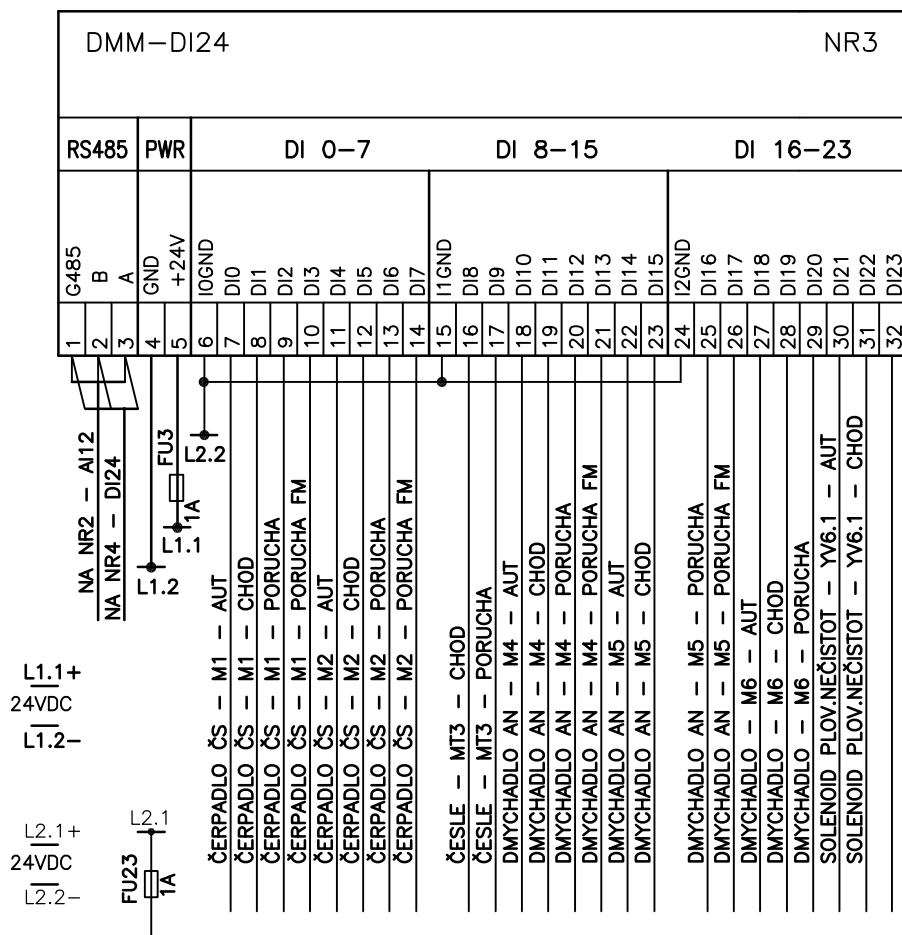 DMM-DI24 NR3
RS485 PWR DI 0-7 DI 8-15 DI 16-23
G485
B
A
GND
+24V
I0GND
DI0
DI1
DI2
DI3
DI4
DI5
DI6
DI7
I1GND
DI8
DI9
DI10
DI11
DI12
DI13
DI14
DI15
I2GND
DI16
DI17
DI18
DI19
DI20
DI21
DI22
DI23
1 2 3 4 5 6 7 8 9 10 11 12 13 14 15 16 17 18 19 20 21 22 23 24 25 26 27 28 29 30 31 32
NA NR2 - AI12
NA NR4 - DI24
L1.2
FU3
1A
L1.1
L2.2
ČERPADLO ČS - M1 - AUT
ČERPADLO ČS - M1 - CHOD
ČERPADLO ČS - M1 - PORUCHA
ČERPADLO ČS - M1 - PORUCHA FM
ČERPADLO ČS - M2 - AUT
ČERPADLO ČS - M2 - CHOD
ČERPADLO ČS - M2 - PORUCHA
ČERPADLO ČS - M2 - PORUCHA FM
ČESLE - MT3 - CHOD
ČESLE - MT3 - PORUCHA
DMYCHADLO AN - M4 - AUT
DMYCHADLO AN - M4 - CHOD
DMYCHADLO AN - M4 - PORUCHA
DMYCHADLO AN - M4 - PORUCHA FM
DMYCHADLO AN - M5 - AUT
DMYCHADLO AN - M5 - CHOD
DMYCHADLO AN - M5 - PORUCHA
DMYCHADLO AN - M5 - PORUCHA FM
DMYCHADLO - M6 - AUT
DMYCHADLO - M6 - CHOD
DMYCHADLO - M6 - PORUCHA
SOLENOID PLOV.NEČISTOT - YV6.1 - AUT
SOLENOID PLOV.NEČISTOT - YV6.1 - CHOD
L1.1+
24VDC
L1.2-
L2.1+
24VDC
L2.2-
L2.1
FU23
1A